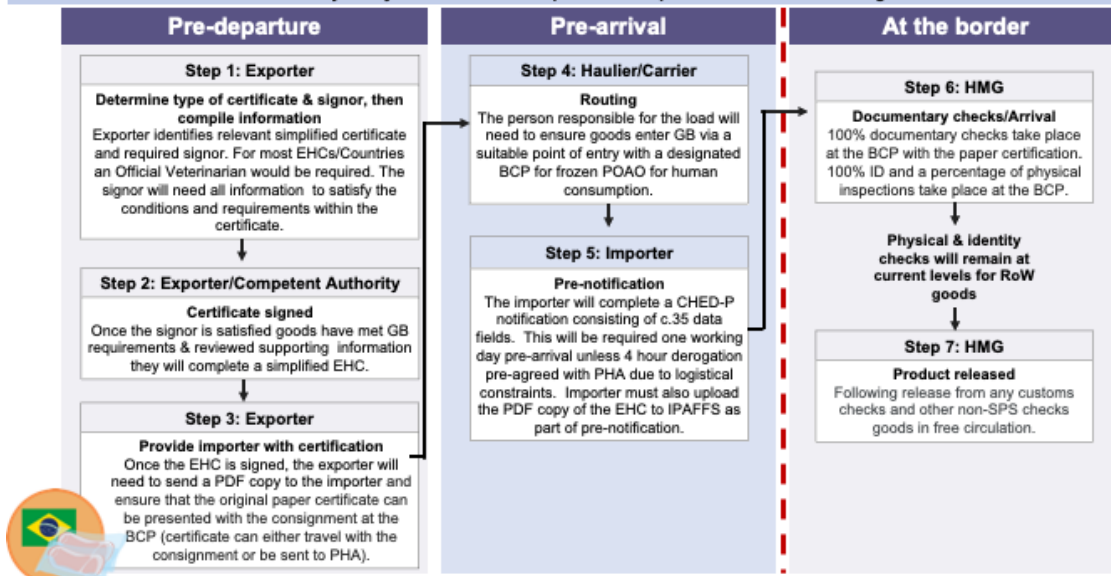 Pre-departure
Step 1: Exporter
Determine type of certificate & signor, then
compile information
Exporter identifies relevant simplified certificate
and required signor. For most EHCs/Countries
an Official Veterinarian would be required. The
signor will need all information to satisfy the
conditions and requirements within the
certificate.
Step 2: Exporter/Competent Authority
Certificate signed
Once the signor is satisfied goods have met GB
requirements & reviewed supporting information
they will complete a simplified EHC.
Step 3: Exporter
Provide importer with certification
Once the EHC is signed, the exporter will
need to send a PDF copy to the importer and
ensure that the original paper certificate can
be presented with the consignment at the
BCP (certificate can either travel with the
consignment or be sent to PHA).
Pre-arrival
Step 4: Haulier/Carrier
Routing
The person responsible for the load will
need to ensure goods enter GB via a
suitable point of entry with a designated
BCP for frozen POAO for human
consumption.
Step 5: Importer
Pre-notification
The importer will complete a CHED-P
notification consisting of c.35 data
fields. This will be required one working
day pre-arrival unless 4 hour derogation
pre-agreed with PHA due to logistical
constraints. Importer must also upload
the PDF copy of the EHC to IPAFFS as
part of pre-notification.
At the border
Step 6: HMG
Documentary checks/Arrival
100% documentary checks take place
at the BCP with the paper certification.
100% ID and a percentage of physical
inspections take place at the BCP.
Physical & identity
checks will remain at
current levels for RoW
goods
Step 7: HMG
Product released
Following release from any customs
checks and other non-SPS checks
goods in free circulation.